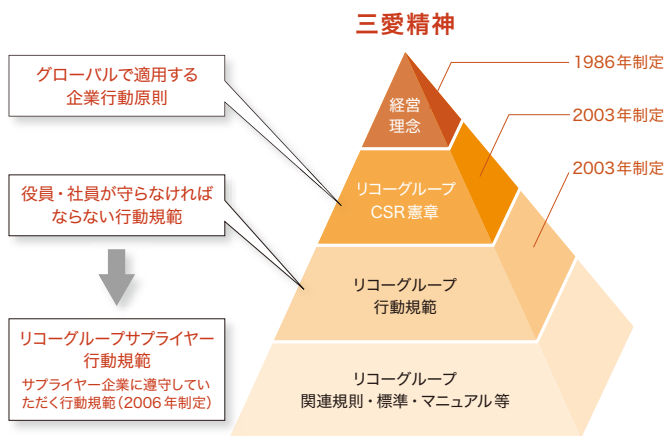 三愛精神
グローバルで適用する
企業行動原則
役員・社員が守らなければ
ならない行動規範
リコーグループサプライヤー
行動規範
サプライヤー企業に遵守してい
ただく行動規範（2006年制定）
経営
理念
リコーグループ
CSR憲章
リコーグループ
行動規範
リコーグループ
関連規則・標準・マニュアル等
1986年制定
2003年制定
2003年制定